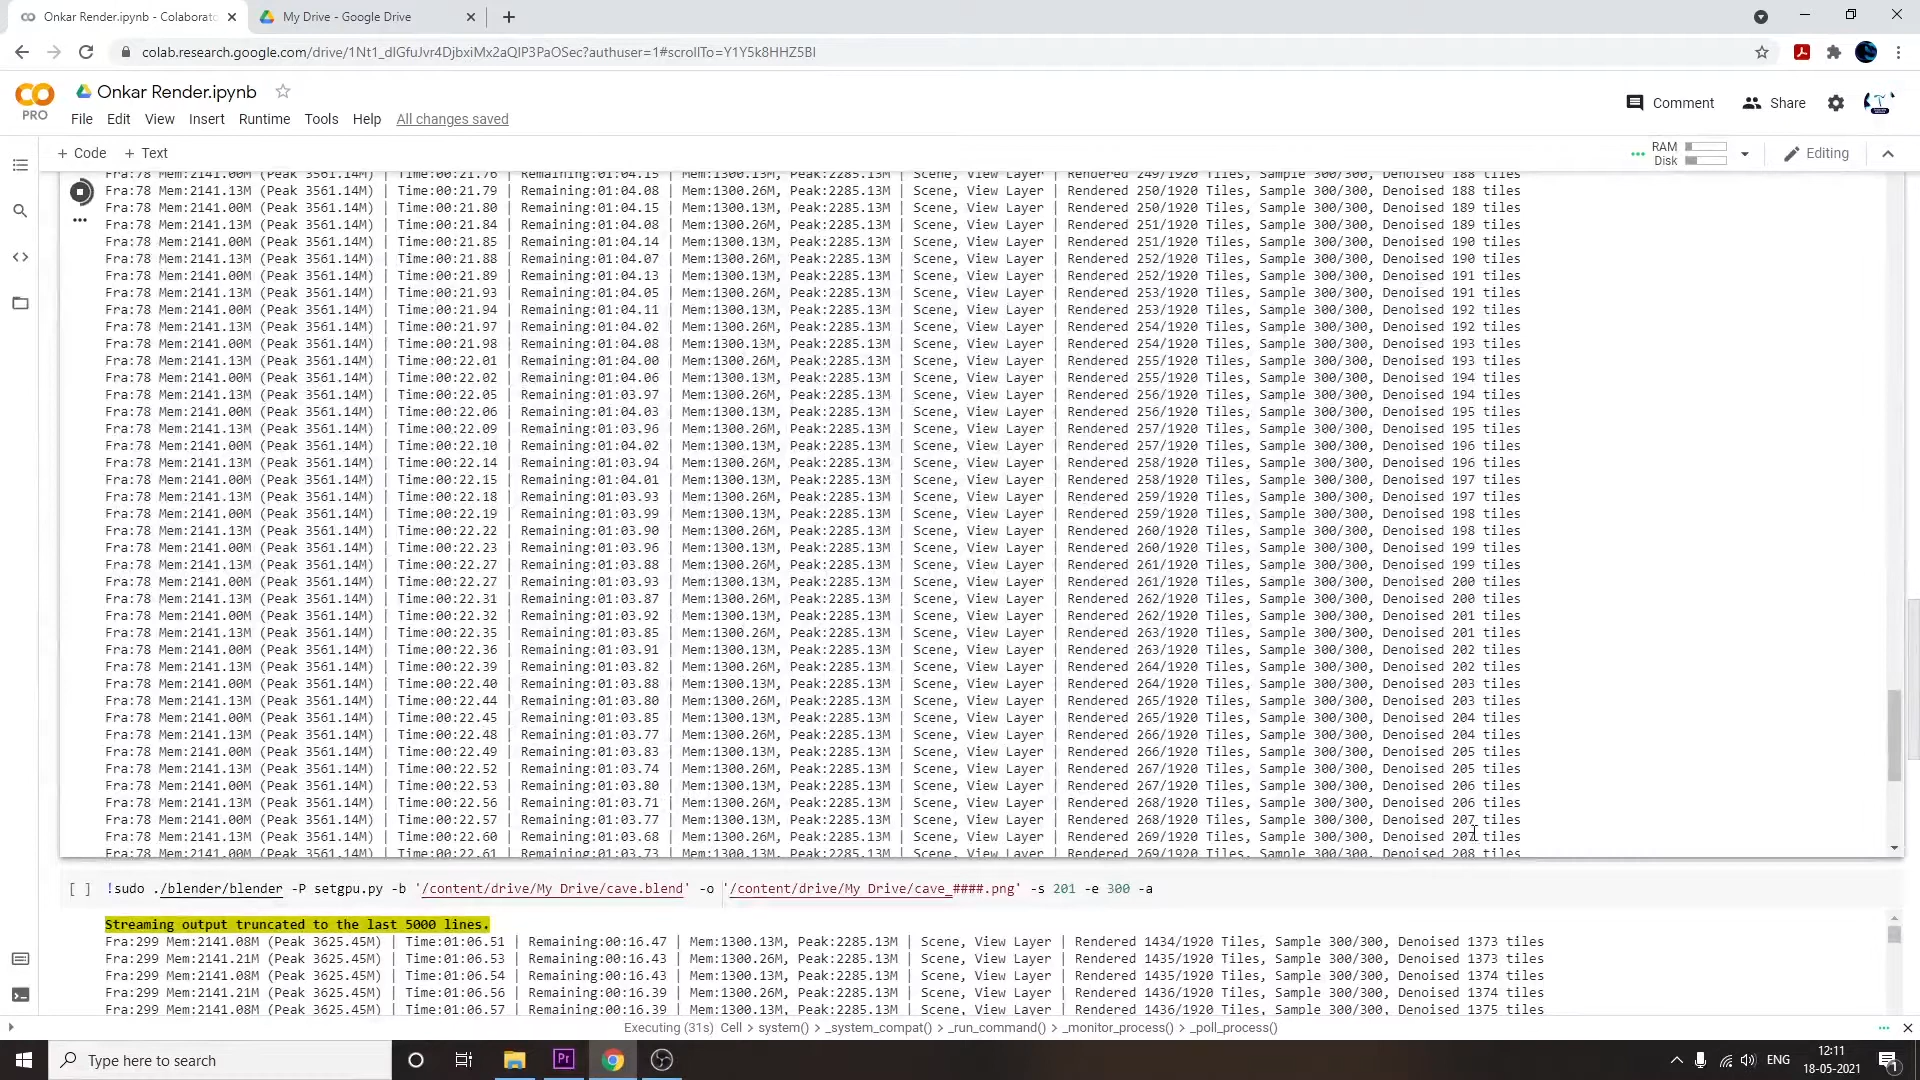 Onkar Render.ipynb - Colaborato
My Drive - Google Drive
colab.research.google.com/drive/1Nt1_dlGfuJvr4DjbxiMx2aQIP3PaOSec?authuser=1#scrollTo=Y1Y5k8HHZ5BI
CO
PRO
Onkar Render.ipynb
File Edit View Insert Runtime Tools Help All changes saved
Comment
Share
+ Code + Text
RAM
Disk
Editing
Fra:78 Mem:2141.00M (Peak 3561.14M) | Time:00:21.76 | Remaining:01:04.15 | Mem:1300.13M, Peak:2285.13M | Scene, View Layer | Rendered 249/1920 Tiles, Sample 300/300, Denoised 188 tiles
Fra:78 Mem:2141.13M (Peak 3561.14M) | Time:00:21.79 | Remaining:01:04.08 | Mem:1300.26M, Peak:2285.13M | Scene, View Layer | Rendered 250/1920 Tiles, Sample 300/300, Denoised 188 tiles
Fra:78 Mem:2141.00M (Peak 3561.14M) | Time:00:21.80 | Remaining:01:04.15 | Mem:1300.13M, Peak:2285.13M | Scene, View Layer | Rendered 250/1920 Tiles, Sample 300/300, Denoised 189 tiles
Fra:78 Mem:2141.13M (Peak 3561.14M) | Time:00:21.84 | Remaining:01:04.08 | Mem:1300.26M, Peak:2285.13M | Scene, View Layer | Rendered 251/1920 Tiles, Sample 300/300, Denoised 189 tiles
Fra:78 Mem:2141.00M (Peak 3561.14M) | Time:00:21.85 | Remaining:01:04.14 | Mem:1300.13M, Peak:2285.13M | Scene, View Layer | Rendered 251/1920 Tiles, Sample 300/300, Denoised 190 tiles
Fra:78 Mem:2141.13M (Peak 3561.14M) | Time:00:21.88 | Remaining:01:04.07 | Mem:1300.26M, Peak:2285.13M | Scene, View Layer | Rendered 252/1920 Tiles, Sample 300/300, Denoised 190 tiles
Fra:78 Mem:2141.00M (Peak 3561.14M) | Time:00:21.89 | Remaining:01:04.13 | Mem:1300.13M, Peak:2285.13M | Scene, View Layer | Rendered 252/1920 Tiles, Sample 300/300, Denoised 191 tiles
Fra:78 Mem:2141.13M (Peak 3561.14M) | Time:00:21.93 | Remaining:01:04.05 | Mem:1300.26M, Peak:2285.13M | Scene, View Layer | Rendered 253/1920 Tiles, Sample 300/300, Denoised 191 tiles
Fra:78 Mem:2141.00M (Peak 3561.14M) | Time:00:21.94 | Remaining:01:04.11 | Mem:1300.13M, Peak:2285.13M | Scene, View Layer | Rendered 253/1920 Tiles, Sample 300/300, Denoised 192 tiles
Fra:78 Mem:2141.13M (Peak 3561.14M) | Time:00:21.97 | Remaining:01:04.02 | Mem:1300.26M, Peak:2285.13M | Scene, View Layer | Rendered 254/1920 Tiles, Sample 300/300, Denoised 192 tiles
Fra:78 Mem:2141.00M (Peak 3561.14M) | Time:00:21.98 | Remaining:01:04.08 | Mem:1300.13M, Peak:2285.13M | Scene, View Layer | Rendered 254/1920 Tiles, Sample 300/300, Denoised 193 tiles
Fra:78 Mem:2141.13M (Peak 3561.14M) | Time:00:22.01 | Remaining:01:04.00 | Mem:1300.26M, Peak:2285.13M | Scene, View Layer | Rendered 255/1920 Tiles, Sample 300/300, Denoised 193 tiles
Fra:78 Mem:2141.00M (Peak 3561.14M) | Time:00:22.02 | Remaining:01:04.06 | Mem:1300.13M, Peak:2285.13M | Scene, View Layer | Rendered 255/1920 Tiles, Sample 300/300, Denoised 194 tiles
Fra:78 Mem:2141.13M (Peak 3561.14M) | Time:00:22.05 | Remaining:01:03.97 | Mem:1300.26M, Peak:2285.13M | Scene, View Layer | Rendered 256/1920 Tiles, Sample 300/300, Denoised 194 tiles
Fra:78 Mem:2141.00M (Peak 3561.14M) | Time:00:22.06 | Remaining:01:04.03 | Mem:1300.13M, Peak:2285.13M | Scene, View Layer | Rendered 256/1920 Tiles, Sample 300/300, Denoised 195 tiles
Fra:78 Mem:2141.13M (Peak 3561.14M) | Time:00:22.09 | Remaining:01:03.96 | Mem:1300.26M, Peak:2285.13M | Scene, View Layer | Rendered 257/1920 Tiles, Sample 300/300, Denoised 195 tiles
Fra:78 Mem:2141.00M (Peak 3561.14M) | Time:00:22.10 | Remaining:01:04.02 | Mem:1300.13M, Peak:2285.13M | Scene, View Layer | Rendered 257/1920 Tiles, Sample 300/300, Denoised 196 tiles
Fra:78 Mem:2141.13M (Peak 3561.14M) | Time:00:22.14 | Remaining:01:03.94 | Mem:1300.26M, Peak:2285.13M | Scene, View Layer | Rendered 258/1920 Tiles, Sample 300/300, Denoised 196 tiles
Fra:78 Mem:2141.00M (Peak 3561.14M) | Time:00:22.15 | Remaining:01:04.01 | Mem:1300.13M, Peak:2285.13M | Scene, View Layer | Rendered 258/1920 Tiles, Sample 300/300, Denoised 197 tiles
Fra:78 Mem:2141.13M (Peak 3561.14M) | Time:00:22.18 | Remaining:01:03.93 | Mem:1300.26M, Peak:2285.13M | Scene, View Layer | Rendered 259/1920 Tiles, Sample 300/300, Denoised 197 tiles
Fra:78 Mem:2141.00M (Peak 3561.14M) | Time:00:22.19 | Remaining:01:03.99 | Mem:1300.13M, Peak:2285.13M | Scene, View Layer | Rendered 259/1920 Tiles, Sample 300/300, Denoised 198 tiles
Fra:78 Mem:2141.13M (Peak 3561.14M) | Time:00:22.22 | Remaining:01:03.90 | Mem:1300.26M, Peak:2285.13M | Scene, View Layer | Rendered 260/1920 Tiles, Sample 300/300, Denoised 198 tiles
Fra:78 Mem:2141.00M (Peak 3561.14M) | Time:00:22.23 | Remaining:01:03.96 | Mem:1300.13M, Peak:2285.13M | Scene, View Layer | Rendered 260/1920 Tiles, Sample 300/300, Denoised 199 tiles
Fra:78 Mem:2141.13M (Peak 3561.14M) | Time:00:22.27 | Remaining:01:03.88 | Mem:1300.26M, Peak:2285.13M | Scene, View Layer | Rendered 261/1920 Tiles, Sample 300/300, Denoised 199 tiles
Fra:78 Mem:2141.00M (Peak 3561.14M) | Time:00:22.27 | Remaining:01:03.93 | Mem:1300.13M, Peak:2285.13M | Scene, View Layer | Rendered 261/1920 Tiles, Sample 300/300, Denoised 200 tiles
Fra:78 Mem:2141.13M (Peak 3561.14M) | Time:00:22.31 | Remaining:01:03.87 | Mem:1300.26M, Peak:2285.13M | Scene, View Layer | Rendered 262/1920 Tiles, Sample 300/300, Denoised 200 tiles
Fra:78 Mem:2141.00M (Peak 3561.14M) | Time:00:22.32 | Remaining:01:03.92 | Mem:1300.13M, Peak:2285.13M | Scene, View Layer | Rendered 262/1920 Tiles, Sample 300/300, Denoised 201 tiles
Fra:78 Mem:2141.13M (Peak 3561.14M) | Time:00:22.35 | Remaining:01:03.85 | Mem:1300.26M, Peak:2285.13M | Scene, View Layer | Rendered 263/1920 Tiles, Sample 300/300, Denoised 201 tiles
Fra:78 Mem:2141.00M (Peak 3561.14M) | Time:00:22.36 | Remaining:01:03.91 | Mem:1300.13M, Peak:2285.13M | Scene, View Layer | Rendered 263/1920 Tiles, Sample 300/300, Denoised 202 tiles
Fra:78 Mem:2141.13M (Peak 3561.14M) | Time:00:22.39 | Remaining:01:03.82 | Mem:1300.26M, Peak:2285.13M | Scene, View Layer | Rendered 264/1920 Tiles, Sample 300/300, Denoised 202 tiles
Fra:78 Mem:2141.00M (Peak 3561.14M) | Time:00:22.40 | Remaining:01:03.88 | Mem:1300.13M, Peak:2285.13M | Scene, View Layer | Rendered 264/1920 Tiles, Sample 300/300, Denoised 203 tiles
Fra:78 Mem:2141.13M (Peak 3561.14M) | Time:00:22.44 | Remaining:01:03.80 | Mem:1300.26M, Peak:2285.13M | Scene, View Layer | Rendered 265/1920 Tiles, Sample 300/300, Denoised 203 tiles
Fra:78 Mem:2141.00M (Peak 3561.14M) | Time:00:22.45 | Remaining:01:03.85 | Mem:1300.13M, Peak:2285.13M | Scene, View Layer | Rendered 265/1920 Tiles, Sample 300/300, Denoised 204 tiles
Fra:78 Mem:2141.13M (Peak 3561.14M) | Time:00:22.48 | Remaining:01:03.77 | Mem:1300.26M, Peak:2285.13M | Scene, View Layer | Rendered 266/1920 Tiles, Sample 300/300, Denoised 204 tiles
Fra:78 Mem:2141.00M (Peak 3561.14M) | Time:00:22.49 | Remaining:01:03.83 | Mem:1300.13M, Peak:2285.13M | Scene, View Layer | Rendered 266/1920 Tiles, Sample 300/300, Denoised 205 tiles
Fra:78 Mem:2141.13M (Peak 3561.14M) | Time:00:22.52 | Remaining:01:03.74 | Mem:1300.26M, Peak:2285.13M | Scene, View Layer | Rendered 267/1920 Tiles, Sample 300/300, Denoised 205 tiles
Fra:78 Mem:2141.00M (Peak 3561.14M) | Time:00:22.53 | Remaining:01:03.80 | Mem:1300.13M, Peak:2285.13M | Scene, View Layer | Rendered 267/1920 Tiles, Sample 300/300, Denoised 206 tiles
Fra:78 Mem:2141.13M (Peak 3561.14M) | Time:00:22.56 | Remaining:01:03.71 | Mem:1300.26M, Peak:2285.13M | Scene, View Layer | Rendered 268/1920 Tiles, Sample 300/300, Denoised 206 tiles
Fra:78 Mem:2141.00M (Peak 3561.14M) | Time:00:22.57 | Remaining:01:03.77 | Mem:1300.13M, Peak:2285.13M | Scene, View Layer | Rendered 268/1920 Tiles, Sample 300/300, Denoised 207 tiles
Fra:78 Mem:2141.13M (Peak 3561.14M) | Time:00:22.60 | Remaining:01:03.68 | Mem:1300.26M, Peak:2285.13M | Scene, View Layer | Rendered 269/1920 Tiles, Sample 300/300, Denoised 207 tiles
Fra:78 Mem:2141.00M (Peak 3561.14M) | Time:00:22.61 | Remaining:01:03.73 | Mem:1300.13M, Peak:2285.13M | Scene, View Layer | Rendered 269/1920 Tiles, Sample 300/300, Denoised 208 tiles
[ ] !sudo ./blender/blender -P setgpu.py -b '/content/drive/My Drive/cave.blend' -o '/content/drive/My Drive/cave_####.png' -s 201 -e 300 -a
Streaming output truncated to the last 5000 lines.
Fra:299 Mem:2141.08M (Peak 3625.45M) | Time:01:06.51 | Remaining:00:16.47 | Mem:1300.13M, Peak:2285.13M | Scene, View Layer | Rendered 1434/1920 Tiles, Sample 300/300, Denoised 1373 tiles
Fra:299 Mem:2141.21M (Peak 3625.45M) | Time:01:06.53 | Remaining:00:16.43 | Mem:1300.26M, Peak:2285.13M | Scene, View Layer | Rendered 1435/1920 Tiles, Sample 300/300, Denoised 1373 tiles
Fra:299 Mem:2141.08M (Peak 3625.45M) | Time:01:06.54 | Remaining:00:16.43 | Mem:1300.13M, Peak:2285.13M | Scene, View Layer | Rendered 1435/1920 Tiles, Sample 300/300, Denoised 1374 tiles
Fra:299 Mem:2141.21M (Peak 3625.45M) | Time:01:06.56 | Remaining:00:16.39 | Mem:1300.26M, Peak:2285.13M | Scene, View Layer | Rendered 1436/1920 Tiles, Sample 300/300, Denoised 1374 tiles
Fra:299 Mem:2141.08M (Peak 3625.45M) | Time:01:06.57 | Remaining:00:16.39 | Mem:1300.13M, Peak:2285.13M | Scene, View Layer | Rendered 1436/1920 Tiles, Sample 300/300, Denoised 1375 tiles
Executing (31s) Cell > system() > _system_compat() > _run_command() > _monitor_process() > _poll_process()
Type here to search
Pr
ENG
12:11
18-05-2021
1